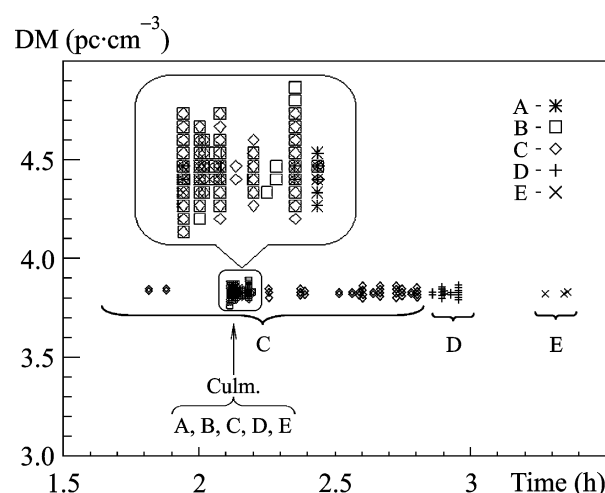 DM (pc·cm⁻³)
A -
B -
C -
D -
E -
4.5
4.0
C
D
E
3.5
Culm.
A, B, C, D, E
3.0
1.5
2
2.5
3
Time (h)